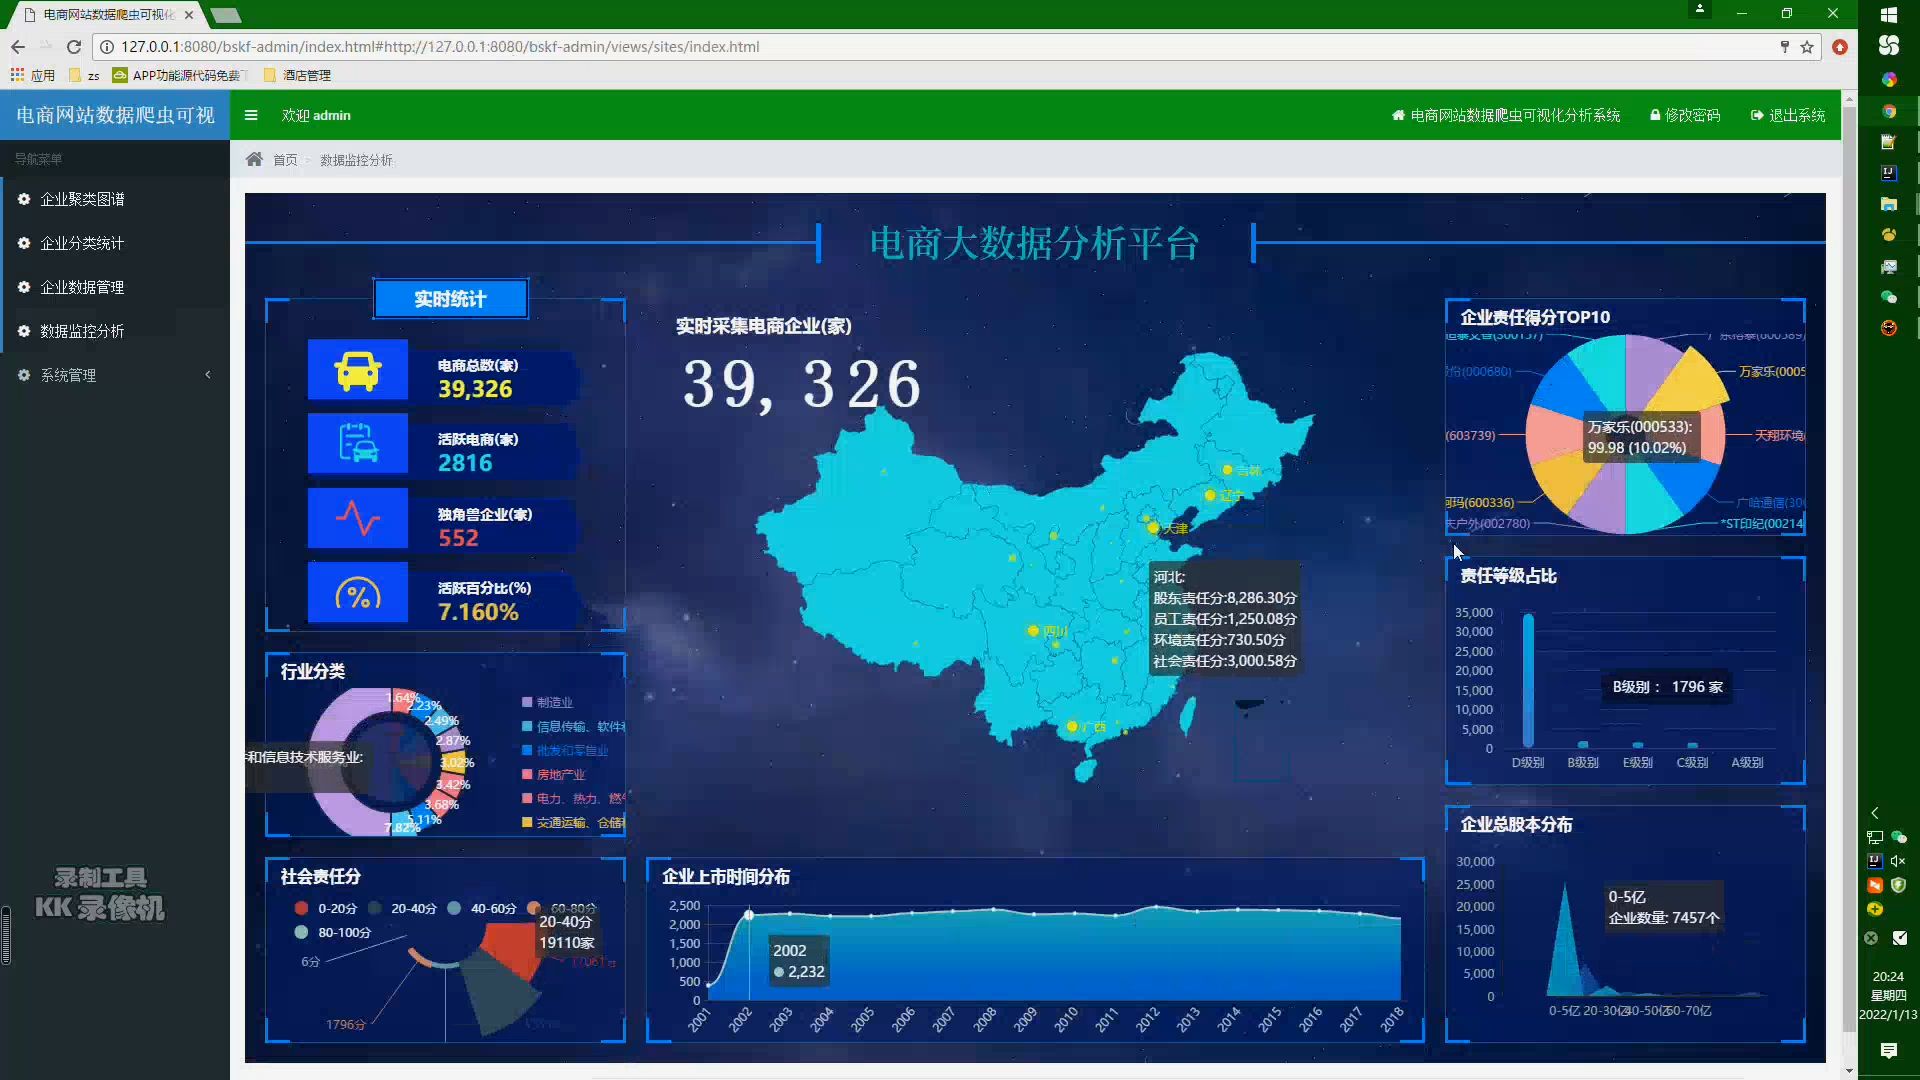 电商网站数据爬虫可视化
127.0.0.1:8080/bskf-admin/index.html#http://127.0.0.1:8080/bskf-admin/views/sites/index.html
应用
zs
APP功能源代码免费下
酒店管理
电商网站数据爬虫可视
欢迎 admin
电商网站数据爬虫可视化分析系统
修改密码
退出系统
导航菜单
首页
数据监控分析
企业聚类图谱
企业分类统计
企业数据管理
数据监控分析
系统管理
电商大数据分析平台
实时统计
电商总数(家)
39,326
活跃电商(家)
2816
独角兽企业(家)
552
活跃百分比(%)
7.160%
实时采集电商企业(家)
39, 326
吉林
辽宁
天津
四川
广西
河北:
股东责任分:8,286.30分
员工责任分:1,250.08分
环境责任分:730.50分
社会责任分:3,000.58分
企业责任得分TOP10
份(000680)
万家乐(0005
(603739)
天翔环境
万家乐(000533):
99.98 (10.02%)
(600336)
广哈通信(30
户外(002780)
*ST印纪(00214
责任等级占比
35,000
30,000
25,000
20,000
15,000
10,000
5,000
0
B级别 ： 1796 家
D级别
B级别
E级别
C级别
A级别
行业分类
1.64%
2.23%
2.49%
2.87%
3.02%
3.42%
3.68%
5.11%
7.82%
和信息技术服务业:
制造业
信息传输、软件
批发和零售业
房地产业
电力、热力、燃
交通运输、仓储
社会责任分
0-20分
20-40分
40-60分
60-80分
80-100分
20-40分
19110家
6分
1796分
企业上市时间分布
2,500
2,000
1,500
1,000
500
0
2002
2,232
2001
2002
2003
2004
2005
2006
2007
2008
2009
2010
2011
2012
2013
2014
2015
2016
2017
2018
企业总股本分布
30,000
25,000
20,000
15,000
10,000
5,000
0
0-5亿
企业数量: 7457个
0-5亿
20-30亿
40-50亿
60-70亿
录制工具
KK 录像机
20:24
星期四
2022/1/13